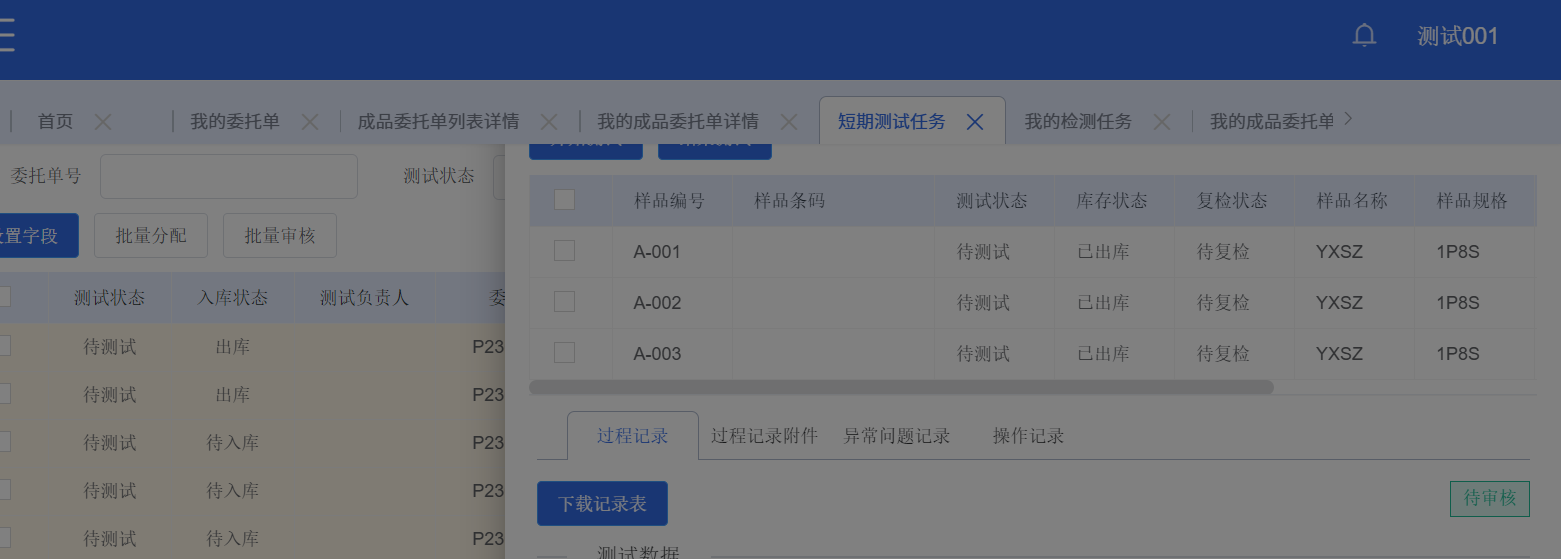 测试001
首页 我的委托单 成品委托单列表详情 我的成品委托单详情 短期测试任务 我的检测任务 我的成品委托单
委托单号 测试状态
置字段 批量分配 批量审核
测试状态 入库状态 测试负责人 委
待测试 出库 P23
待测试 出库 P23
待测试 待入库 P23
待测试 待入库 P23
待测试 待入库 P23
样品编号 样品条码 测试状态 库存状态 复检状态 样品名称 样品规格
A-001 待测试 已出库 待复检 YXSZ 1P8S
A-002 待测试 已出库 待复检 YXSZ 1P8S
A-003 待测试 已出库 待复检 YXSZ 1P8S
过程记录 过程记录附件 异常问题记录 操作记录
下载记录表 待审核
测试数据